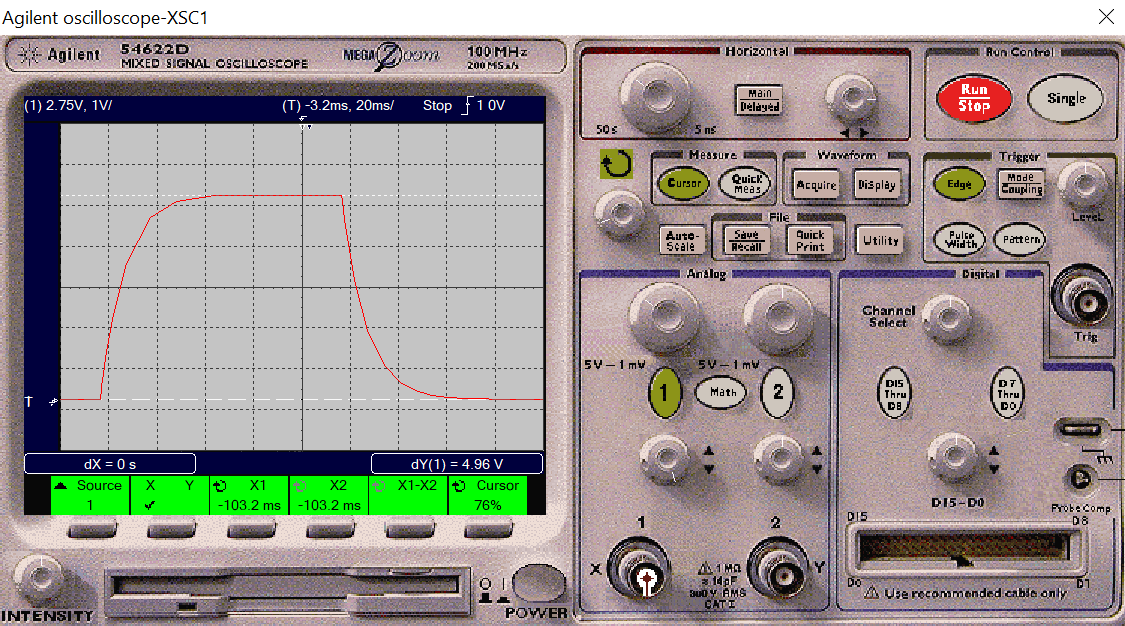 Agilent oscilloscope-XSC1
Agilent 54622D
MIXED SIGNAL OSCILLOSCOPE
MEGA Zoom
100 MHz
200 MSa/s
(1) 2.75V, 1V/ (T) -3.2ms, 20ms/ Stop 1 0V
T
dX = 0 s dY(1) = 4.96 V
Source X Y X1 X2 X1-X2 Cursor
1 -103.2 ms -103.2 ms 76%
INTENSITY
O I
POWER
Horizontal
Main
Delayed
50s 5 ns
Run Control
Run
Stop
Single
Measure
Cursor
Quick
Meas
Waveform
Acquire
Display
Auto-
Scale
File
Save
Recall
Quick
Print
Utility
Trigger
Edge
Mode
Coupling
Level
Pulse
Width
Pattern
Trig
Analog
5V — 1 mV 5V — 1 mV
1
Math
2
1 2
X Y
1 MΩ
≅ 14pF
300 V RMS
CAT I
Digital
Channel
Select
D15
Thru
D8
D7
Thru
D0
D15-D0
Probe Comp
D15 D8
D0 D1
Use recommended cable only